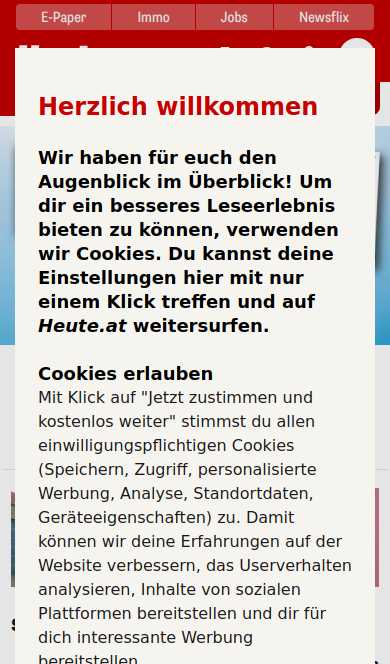 E-Paper Immo Jobs Newsflix
Herzlich willkommen
Wir haben für euch den
Augenblick im Überblick! Um
dir ein besseres Leseerlebnis
bieten zu können, verwenden
wir Cookies. Du kannst deine
Einstellungen hier mit nur
einem Klick treffen und auf
Heute.at weitersurfen.
Cookies erlauben
Mit Klick auf "Jetzt zustimmen und
kostenlos weiter" stimmst du allen
einwilligungspflichtigen Cookies
(Speichern, Zugriff, personalisierte
Werbung, Analyse, Standortdaten,
Geräteeigenschaften) zu. Damit
können wir deine Erfahrungen auf der
Website verbessern, das Userverhalten
analysieren, Inhalte von sozialen
Plattformen bereitstellen und dir für
dich interessante Werbung
bereitstellen